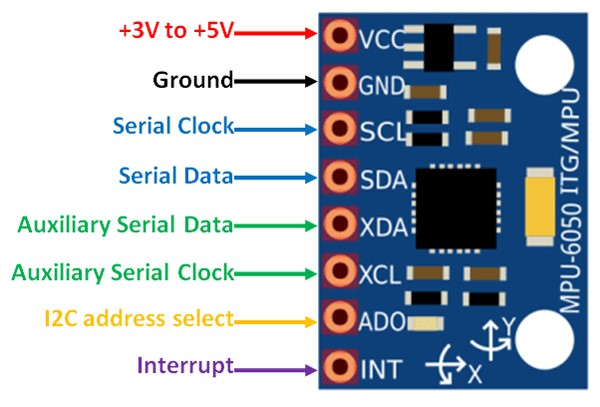 +3V to +5V
VCC
Ground
GND
Serial Clock
SCL
Serial Data
SDA
Auxiliary Serial Data
XDA
Auxiliary Serial Clock
XCL
I2C address select
ADO
Interrupt
INT
MPU-6050 ITG/MPU
Y
X